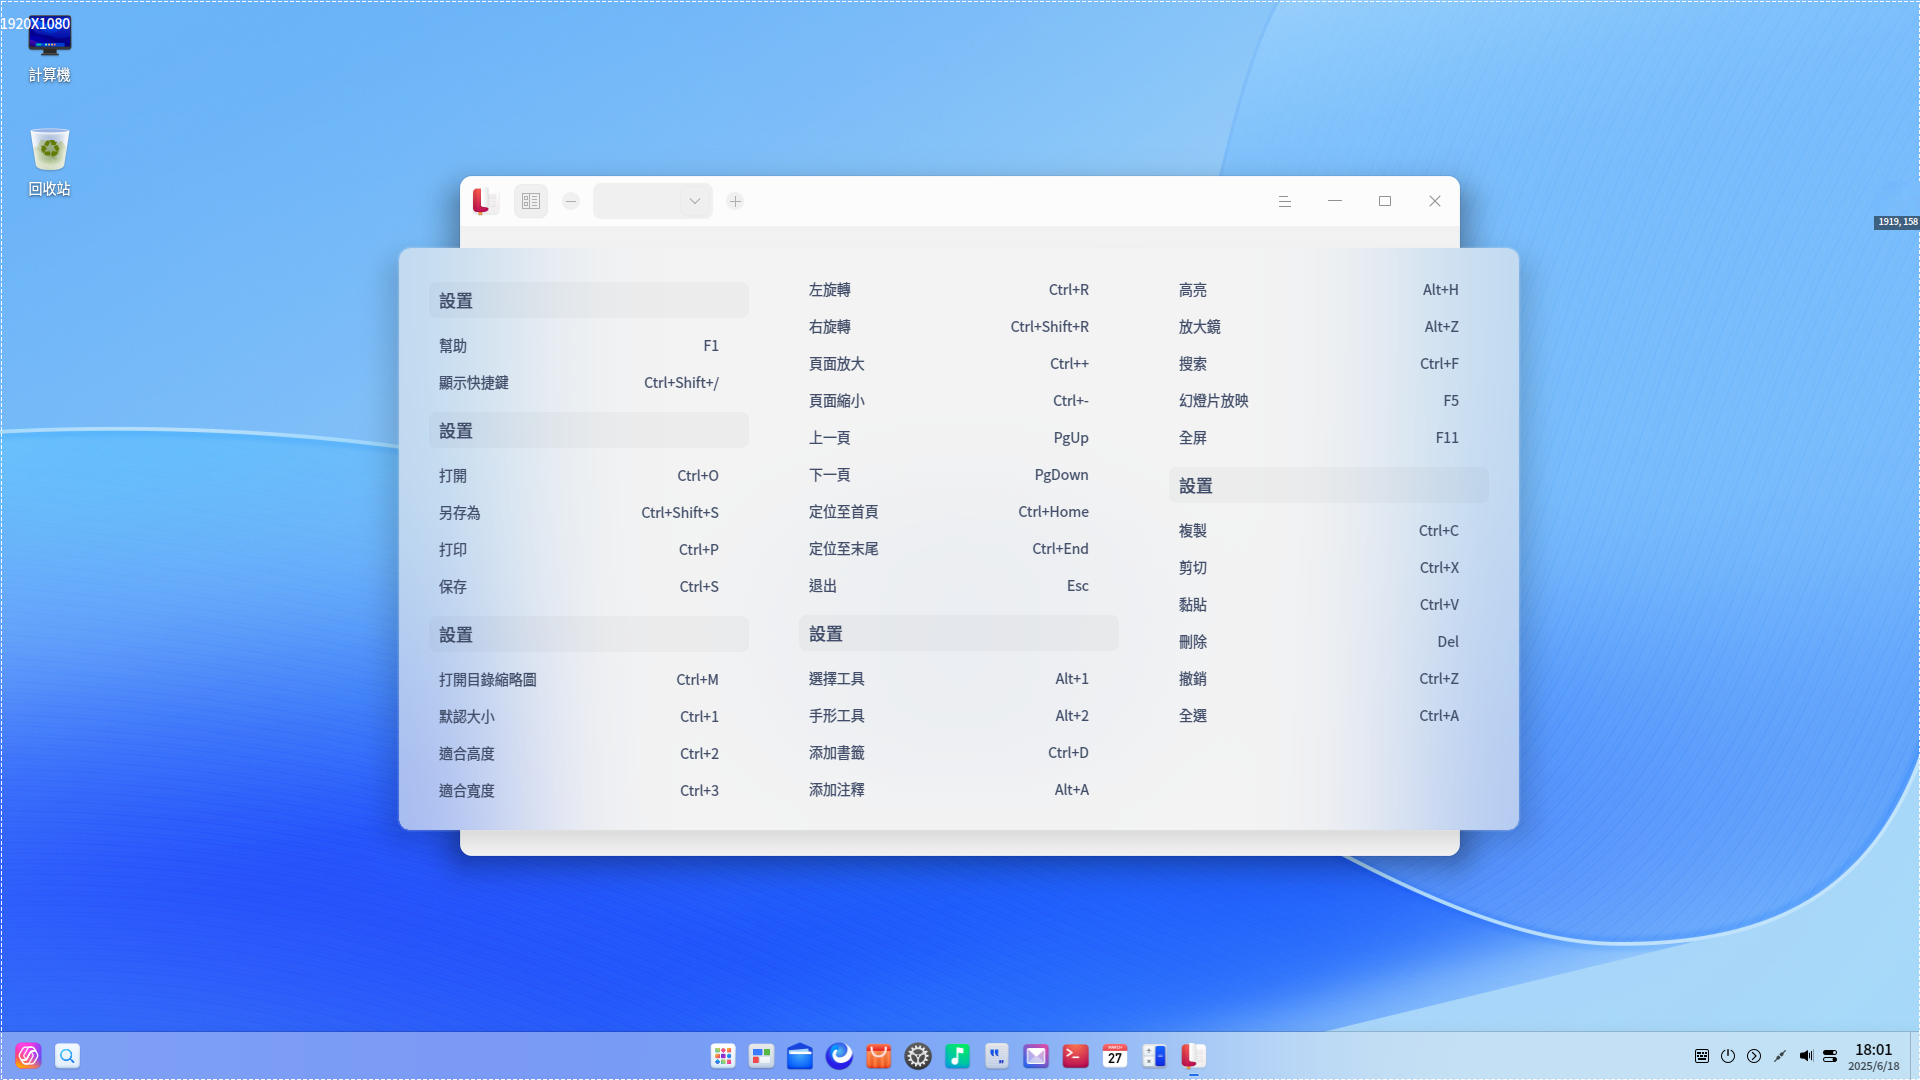 1920X1080
計算機
回收站
1919, 158
設置
幫助 F1
顯示快捷鍵 Ctrl+Shift+/
設置
打開 Ctrl+O
另存為 Ctrl+Shift+S
打印 Ctrl+P
保存 Ctrl+S
設置
打開目錄縮略圖 Ctrl+M
默認大小 Ctrl+1
適合高度 Ctrl+2
適合寬度 Ctrl+3
左旋轉 Ctrl+R
右旋轉 Ctrl+Shift+R
頁面放大 Ctrl++
頁面縮小 Ctrl+-
上一頁 PgUp
下一頁 PgDown
定位至首頁 Ctrl+Home
定位至末尾 Ctrl+End
退出 Esc
設置
選擇工具 Alt+1
手形工具 Alt+2
添加書籤 Ctrl+D
添加注釋 Alt+A
高亮 Alt+H
放大鏡 Alt+Z
搜索 Ctrl+F
幻燈片放映 F5
全屏 F11
設置
複製 Ctrl+C
剪切 Ctrl+X
黏貼 Ctrl+V
刪除 Del
撤銷 Ctrl+Z
全選 Ctrl+A
MARCH
27
18:01
2025/6/18